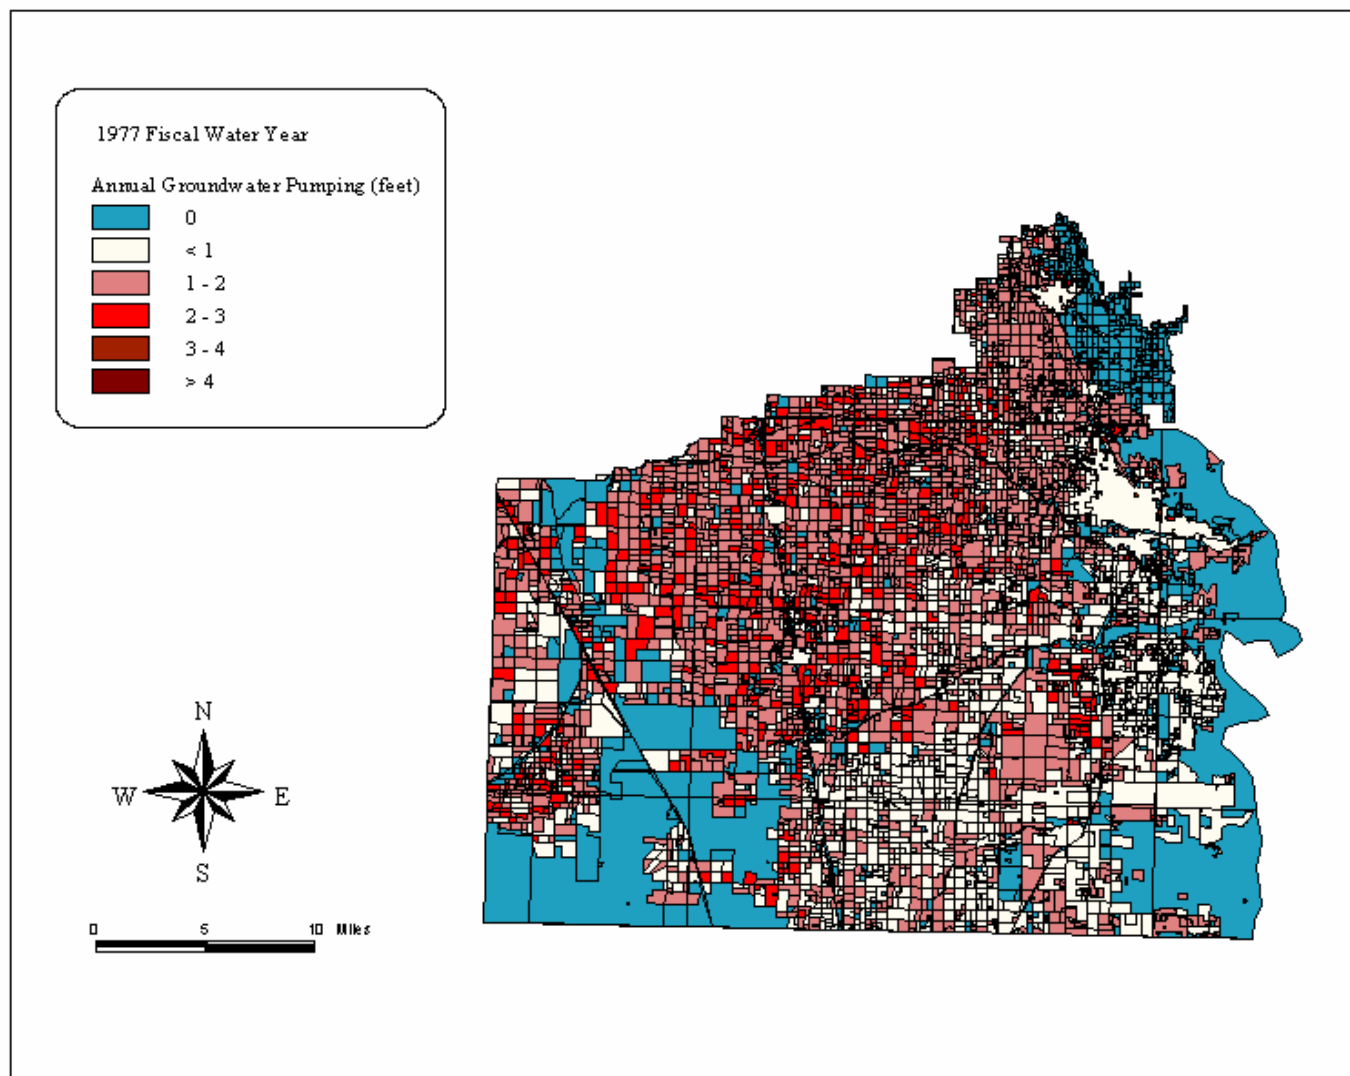 1977 Fiscal Water Year
Annual Groundwater Pumping (feet)
0
< 1
1 - 2
2 - 3
3 - 4
> 4
N
W E
S
0 5 10 Miles